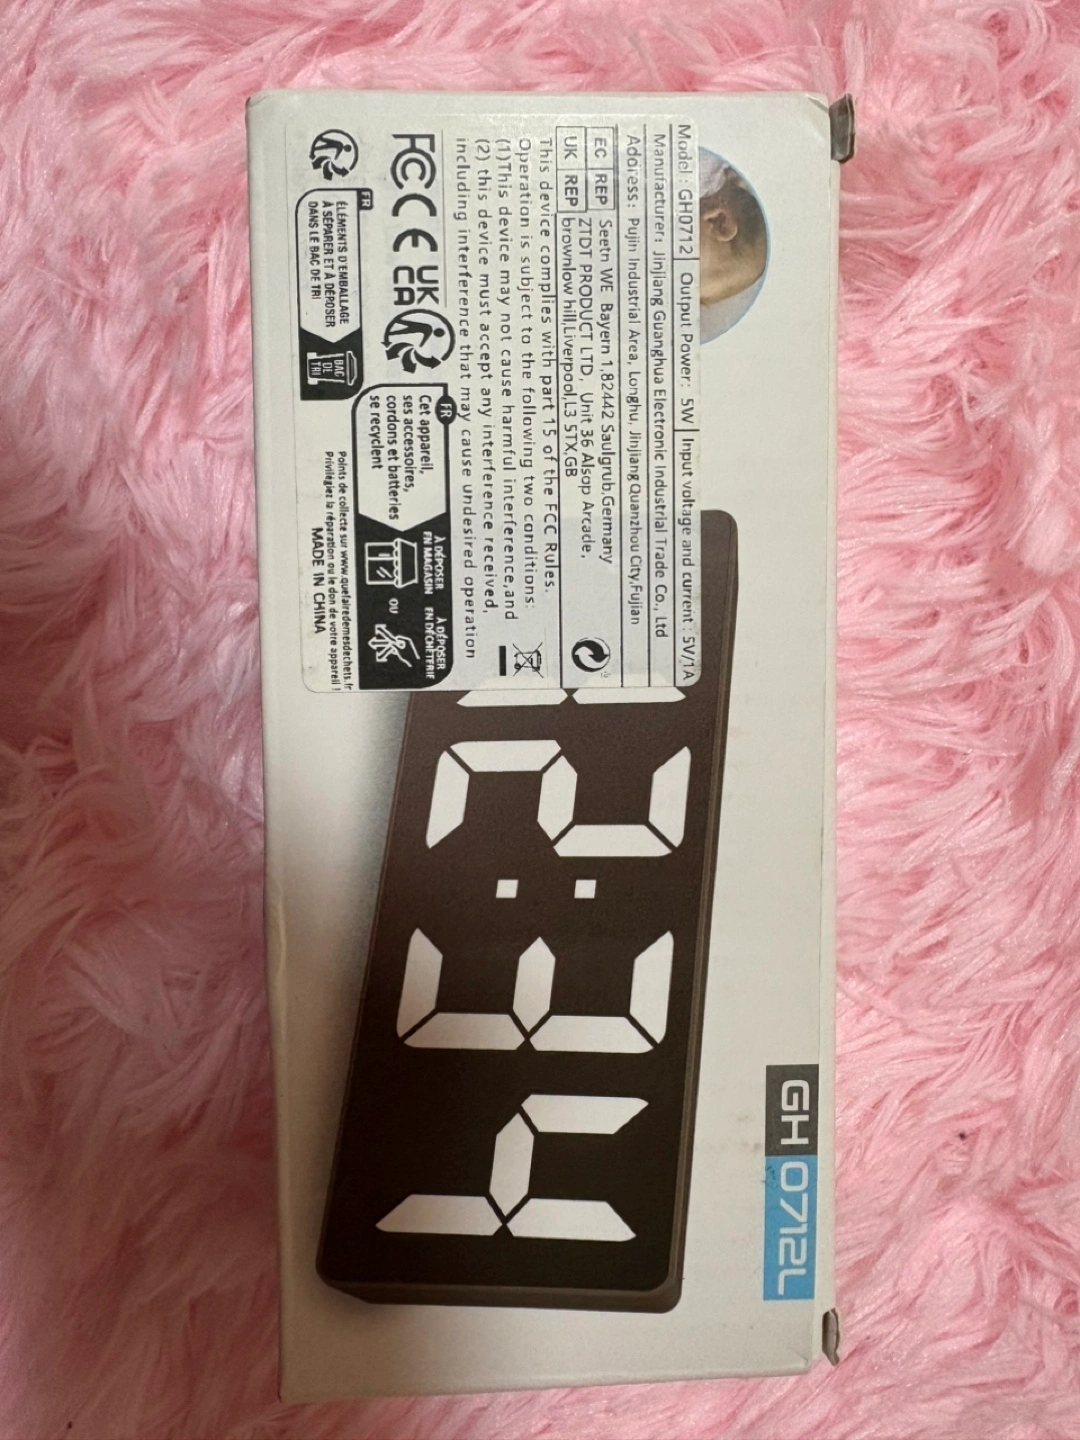 Model : GH0712 Output Power: 5W Input voltage and current : 5V/1A
Manufacturer: Jinjiang Guanghua Electronic Industrial Trade Co., Ltd
Adoress: Pujin Industrial Area, Longhu, Jinjiang Quanzhou City,Fujian
EC REP Seetn WE Bayern 1,82442 Saulgrub,Germany
UK REP ZTDT PRODUCT LTD, Unit 36 Alsop Arcade,
brownlow hill,Liverpool,L3 5TX,GB
This device complies with part 15 of the FCC Rules.
Operation is subject to the following two conditions:
(1)This device may not cause harmful interference,and
(2) this device must accept any interference received,
including interference that may cause undesired operation
FCC CE UK
CA
FR
Cet appareil,
ses accessoires,
cordons et batteries
se recyclent
À DÉPOSER
EN MAGASIN
OU
À DÉPOSER
EN DÉCHÈTERIE
FR
ÉLÉMENTS D'EMBALLAGE
À SÉPARER ET À DÉPOSER
DANS LE BAC DE TRI
BAC
DE
TRI
Points de collecte sur www.quefairedemesdechets.fr
Privilégiez la réparation ou le don de votre appareil !
MADE IN CHINA
2:34
GH 0712L